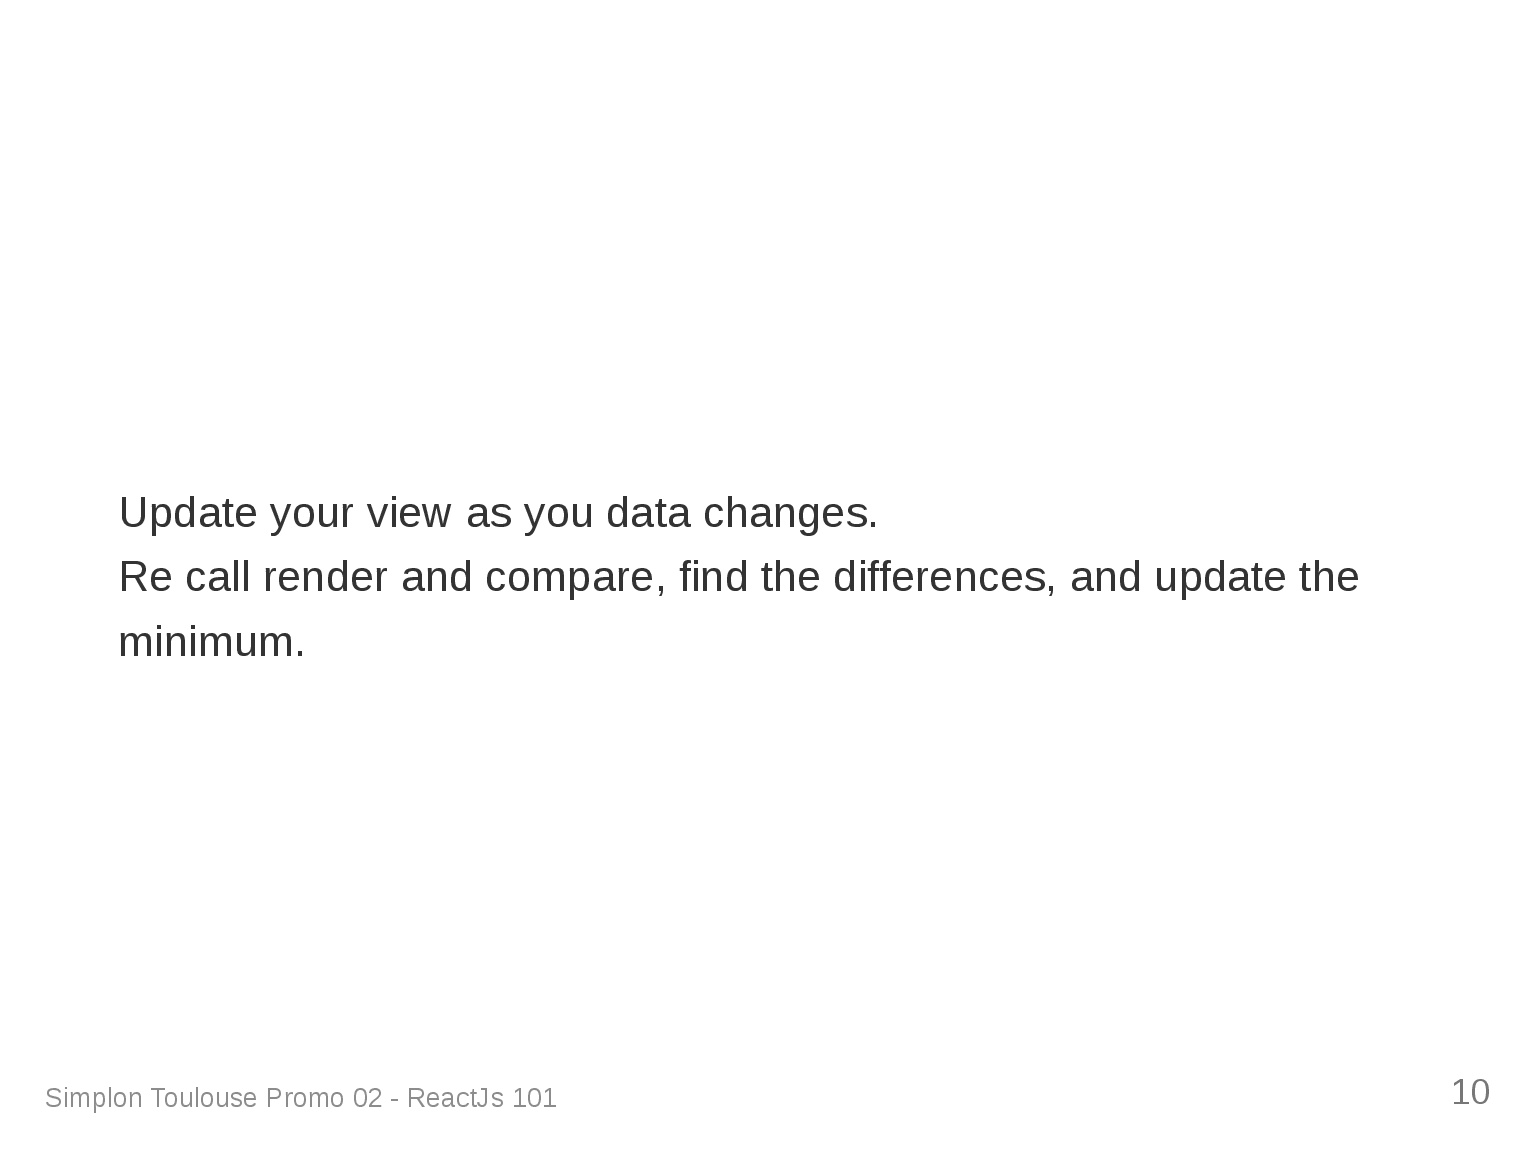 Update your view as you data changes.
Re call render and compare, find the differences, and update the
minimum.
Simplon Toulouse Promo 02 - ReactJs 101
10